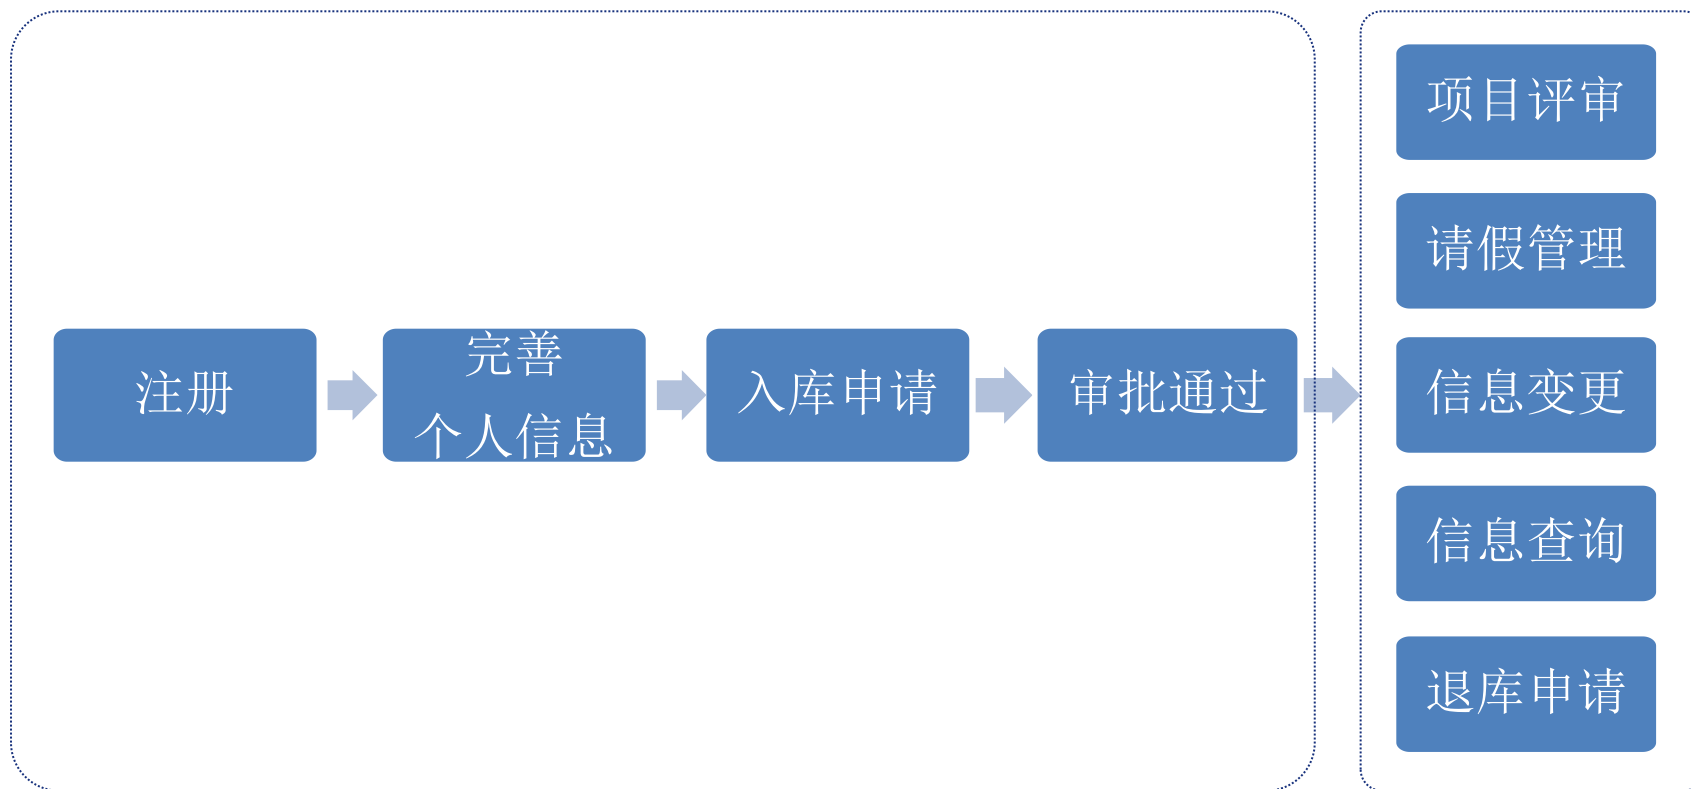 注册
完善
个人信息
入库申请
审批通过
项目评审
请假管理
信息变更
信息查询
退库申请